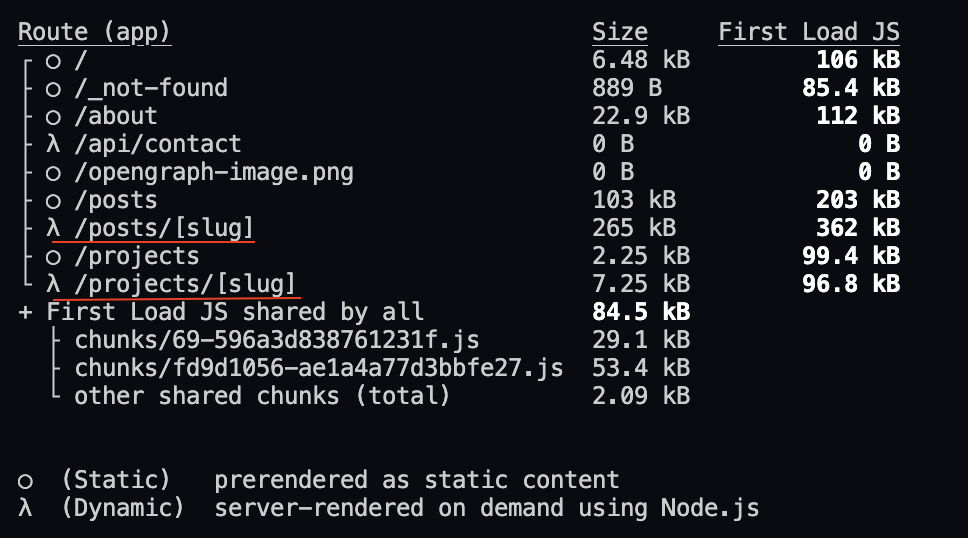 Route (app)                              Size     First Load JS
┌ ○ /                                    6.48 kB         106 kB
├ ○ /_not-found                          889 B          85.4 kB
├ ○ /about                               22.9 kB         112 kB
├ λ /api/contact                         0 B                0 B
├ ○ /opengraph-image.png                 0 B                0 B
├ ○ /posts                               103 kB          203 kB
├ λ /posts/[slug]                        265 kB          362 kB
├ ○ /projects                            2.25 kB        99.4 kB
└ λ /projects/[slug]                     7.25 kB        96.8 kB
+ First Load JS shared by all            84.5 kB
  ├ chunks/69-596a3d838761231f.js        29.1 kB
  ├ chunks/fd9d1056-ae1a4a77d3bbfe27.js  53.4 kB
  └ other shared chunks (total)          2.09 kB
○  (Static)   prerendered as static content
λ  (Dynamic)  server-rendered on demand using Node.js